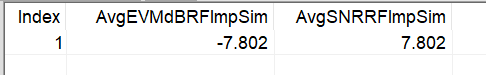 Index AvgEVMdBRFImpSim AvgSNRRFImpSim
1 -7.802 7.802